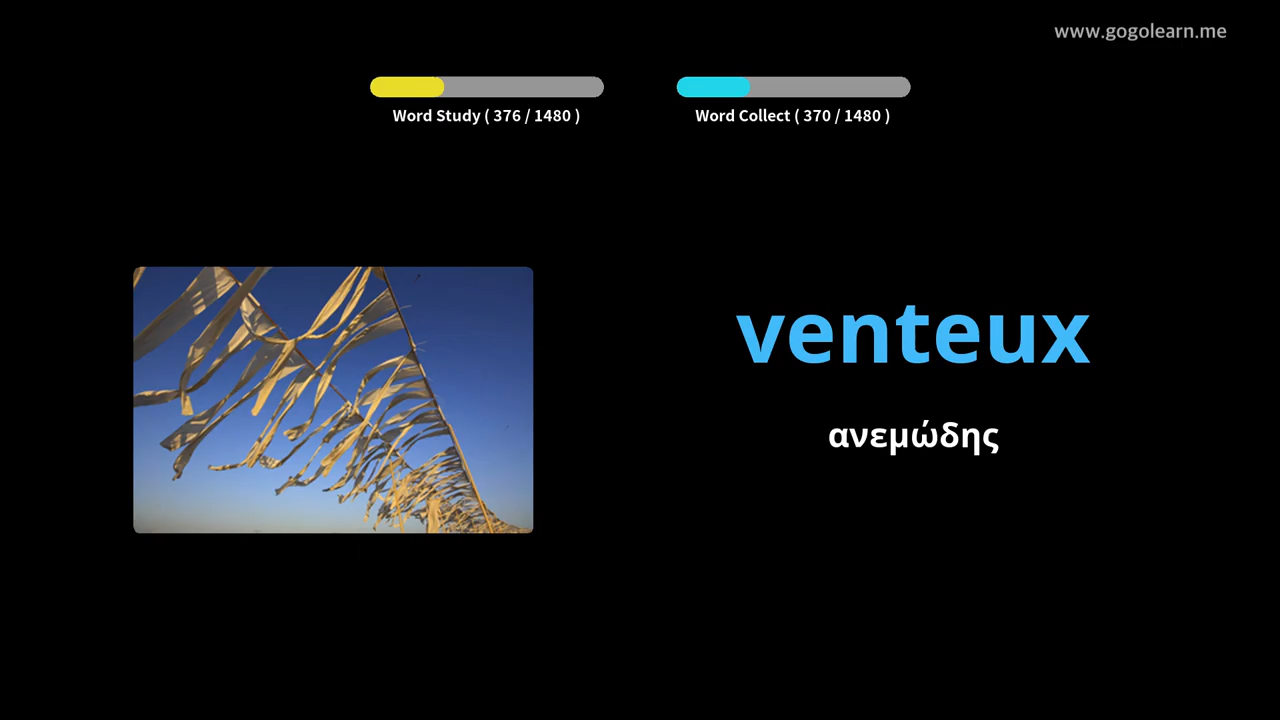 www.gogolearn.me
Word Study ( 376 / 1480 )
Word Collect ( 370 / 1480 )
venteux
ανεμώδης